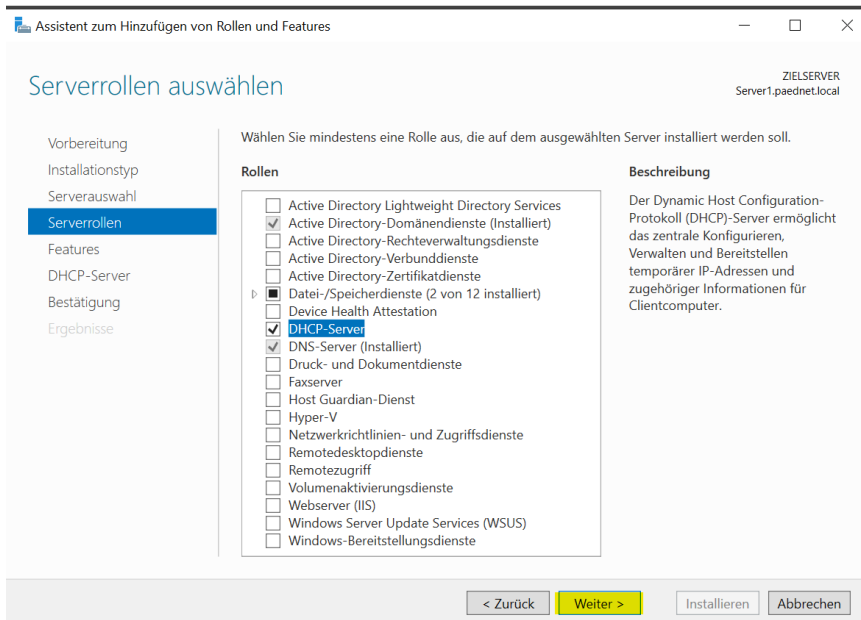 Assistent zum Hinzufügen von Rollen und Features
Serverrollen auswählen
ZIELSERVER
Server1.paednet.local
Vorbereitung
Installationstyp
Serverauswahl
Serverrollen
Features
DHCP-Server
Bestätigung
Ergebnisse
Wählen Sie mindestens eine Rolle aus, die auf dem ausgewählten Server installiert werden soll.
Rollen
Active Directory Lightweight Directory Services
Active Directory-Domänendienste (Installiert)
Active Directory-Rechteverwaltungsdienste
Active Directory-Verbunddienste
Active Directory-Zertifikatdienste
Datei-/Speicherdienste (2 von 12 installiert)
Device Health Attestation
DHCP-Server
DNS-Server (Installiert)
Druck- und Dokumentdienste
Faxserver
Host Guardian-Dienst
Hyper-V
Netzwerkrichtlinien- und Zugriffsdienste
Remotedesktopdienste
Remotezugriff
Volumenaktivierungsdienste
Webserver (IIS)
Windows Server Update Services (WSUS)
Windows-Bereitstellungsdienste
Beschreibung
Der Dynamic Host Configuration-
Protokoll (DHCP)-Server ermöglicht
das zentrale Konfigurieren,
Verwalten und Bereitstellen
temporärer IP-Adressen und
zugehöriger Informationen für
Clientcomputer.
< Zurück
Weiter >
Installieren
Abbrechen